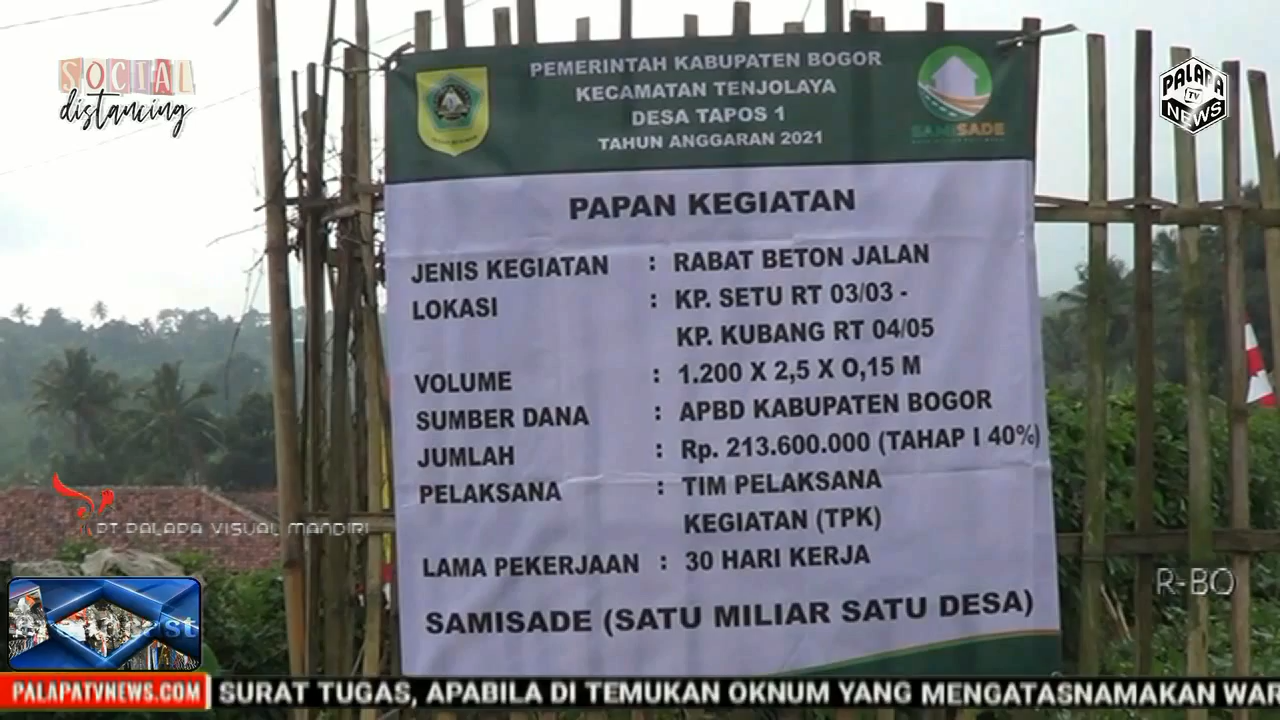 SOCIAL
distancing
PALAPA
TV
NEWS
PEMERINTAH KABUPATEN BOGOR
KECAMATAN TENJOLAYA
DESA TAPOS 1
TAHUN ANGGARAN 2021
SAMISADE
PAPAN KEGIATAN
JENIS KEGIATAN : RABAT BETON JALAN
LOKASI : KP. SETU RT 03/03 -
KP. KUBANG RT 04/05
VOLUME : 1.200 X 2,5 X O,15 M
SUMBER DANA : APBD KABUPATEN BOGOR
JUMLAH : Rp. 213.600.000 (TAHAP I 40%)
PELAKSANA : TIM PELAKSANA
KEGIATAN (TPK)
LAMA PEKERJAAN : 30 HARI KERJA
SAMISADE (SATU MILIAR SATU DESA)
PT PALAPA VISUAL MANDIRI
R-BO
PALAPATVNEWS.COM SURAT TUGAS, APABILA DI TEMUKAN OKNUM YANG MENGATASNAMAKAN WAR